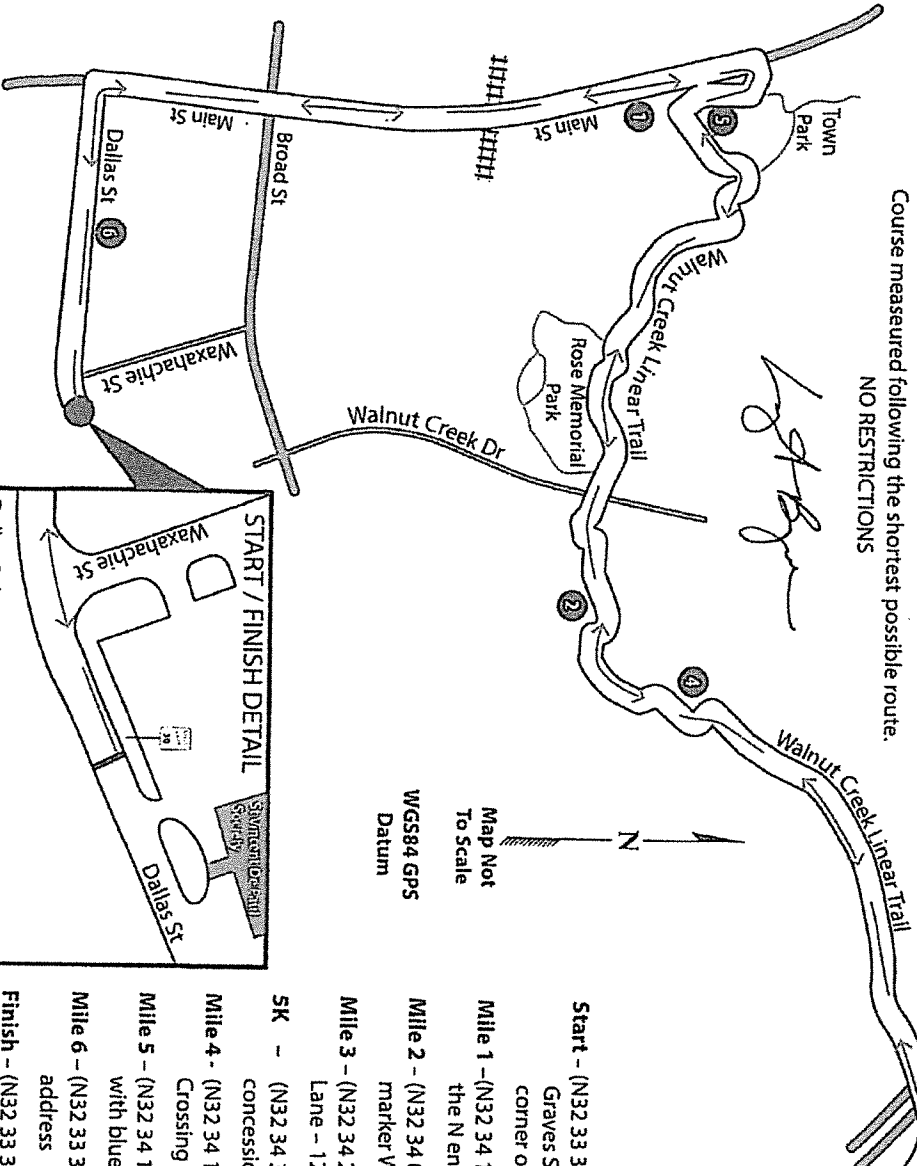 Course measeured following the shortest possible route.
NO RESTRICTIONS
Town
Park
Main St
Main St
Broad St
Dallas St
Waxahachie St
Walnut Creek Linear Trail
Rose Memorial
Park
Walnut Creek Dr
Walnut Creek Linear Trail
1
5
6
2
4
N
Map Not
To Scale
WGS84 GPS
Datum
START / FINISH DETAIL
Waxahachie St
Dallas St
Start – (N32 33 3
Graves S
corner o
Mile 1 –(N32 34
the N en
Mile 2 – (N32 34
marker
Mile 3 – (N32 34
Lane –
5K – (N32 34
concessi
Mile 4 - (N32 34 1
Crossing
Mile 5 – (N32 34 1
with blue
Mile 6 – (N32 33 3
address
Finish – (N32 33 3